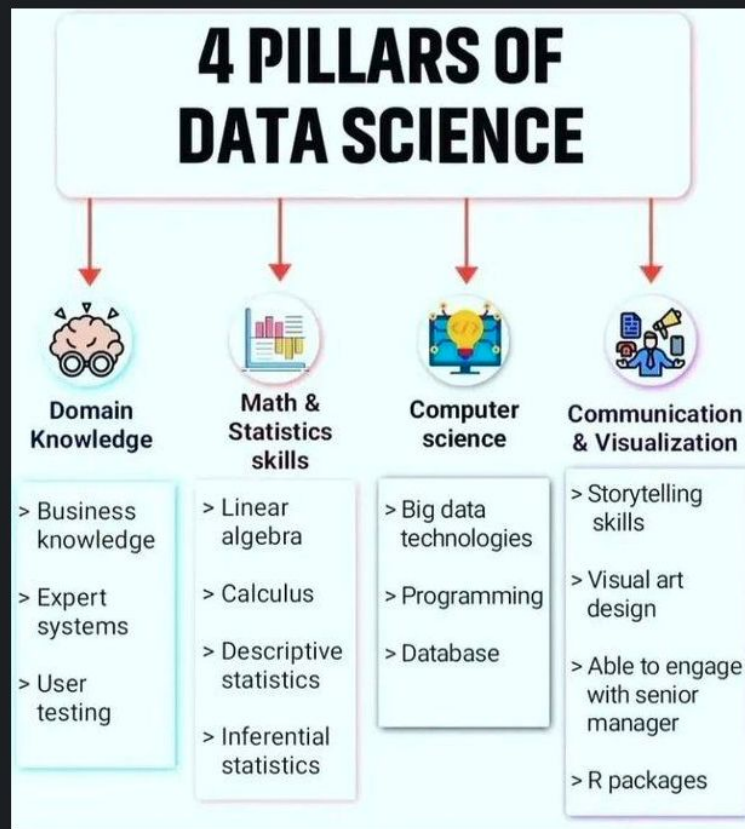 4 PILLARS OF
DATA SCIENCE
Domain
Knowledge
> Business
knowledge
> Expert
systems
> User
testing
Math &
Statistics
skills
> Linear
algebra
> Calculus
> Descriptive
statistics
> Inferential
statistics
Computer
science
> Big data
technologies
> Programming
> Database
Communication
& Visualization
> Storytelling
skills
> Visual art
design
> Able to engage
with senior
manager
> R packages